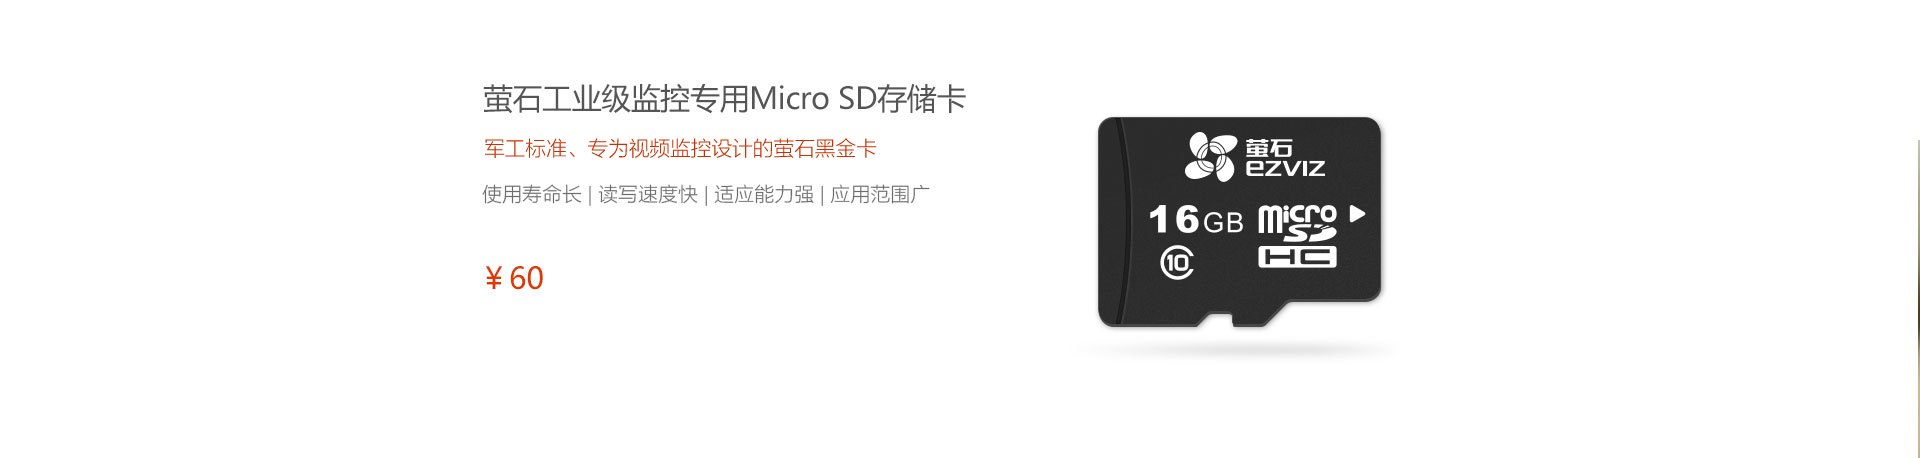 萤石工业级监控专用Micro SD存储卡
军工标准、专为视频监控设计的萤石黑金卡
使用寿命长 | 读写速度快 | 适应能力强 | 应用范围广
¥ 60
萤石
ezviz
16GB
micro
SD
HC
10